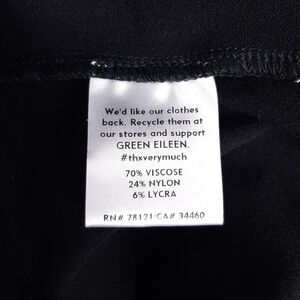 We'd like our clothes
back. Recycle them at
our stores and support
GREEN EILEEN.
#thxverymuch
70% VISCOSE
24% NYLON
6% LYCRA
RN# 78121/CA# 34460